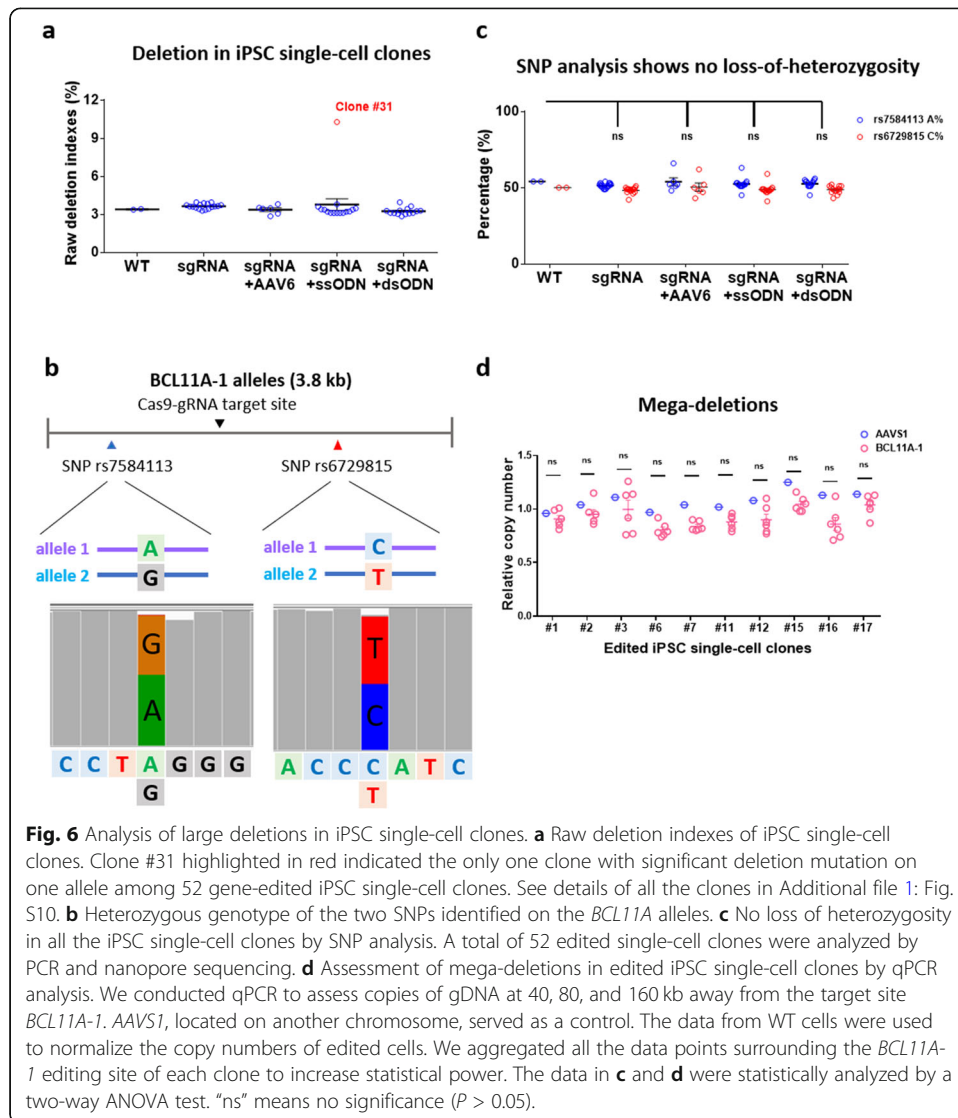 a
Deletion in iPSC single-cell clones
Raw deletion indexes (%)
12
9
6
3
0
Clone #31
WT
sgRNA
sgRNA +AAV6
sgRNA +ssODN
sgRNA +dsODN
c
SNP analysis shows no loss-of-heterozygosity
Percentage (%)
100
50
0
ns
ns
ns
ns
rs7584113 A%
rs6729815 C%
WT
sgRNA
sgRNA +AAV6
sgRNA +ssODN
sgRNA +dsODN
b
BCL11A-1 alleles (3.8 kb)
Cas9-gRNA target site
SNP rs7584113
SNP rs6729815
allele 1 A
allele 2 G
allele 1 C
allele 2 T
G
A
T
C
C C T A G G G
G
A C C C A T C
T
d
Mega-deletions
AAVS1
BCL11A-1
Relative copy number
1.5
1.0
0.5
0.0
ns ns ns ns ns ns ns ns ns ns
#1 #2 #3 #6 #7 #11 #12 #15 #16 #17
Edited iPSC single-cell clones
Fig. 6 Analysis of large deletions in iPSC single-cell clones. a Raw deletion indexes of iPSC single-cell
clones. Clone #31 highlighted in red indicated the only one clone with significant deletion mutation on
one allele among 52 gene-edited iPSC single-cell clones. See details of all the clones in Additional file 1: Fig.
S10. b Heterozygous genotype of the two SNPs identified on the BCL11A alleles. c No loss of heterozygosity
in all the iPSC single-cell clones by SNP analysis. A total of 52 edited single-cell clones were analyzed by
PCR and nanopore sequencing. d Assessment of mega-deletions in edited iPSC single-cell clones by qPCR
analysis. We conducted qPCR to assess copies of gDNA at 40, 80, and 160 kb away from the target site
BCL11A-1. AAVS1, located on another chromosome, served as a control. The data from WT cells were used
to normalize the copy numbers of edited cells. We aggregated all the data points surrounding the BCL11A-
1 editing site of each clone to increase statistical power. The data in c and d were statistically analyzed by a
two-way ANOVA test. “ns” means no significance (P > 0.05).